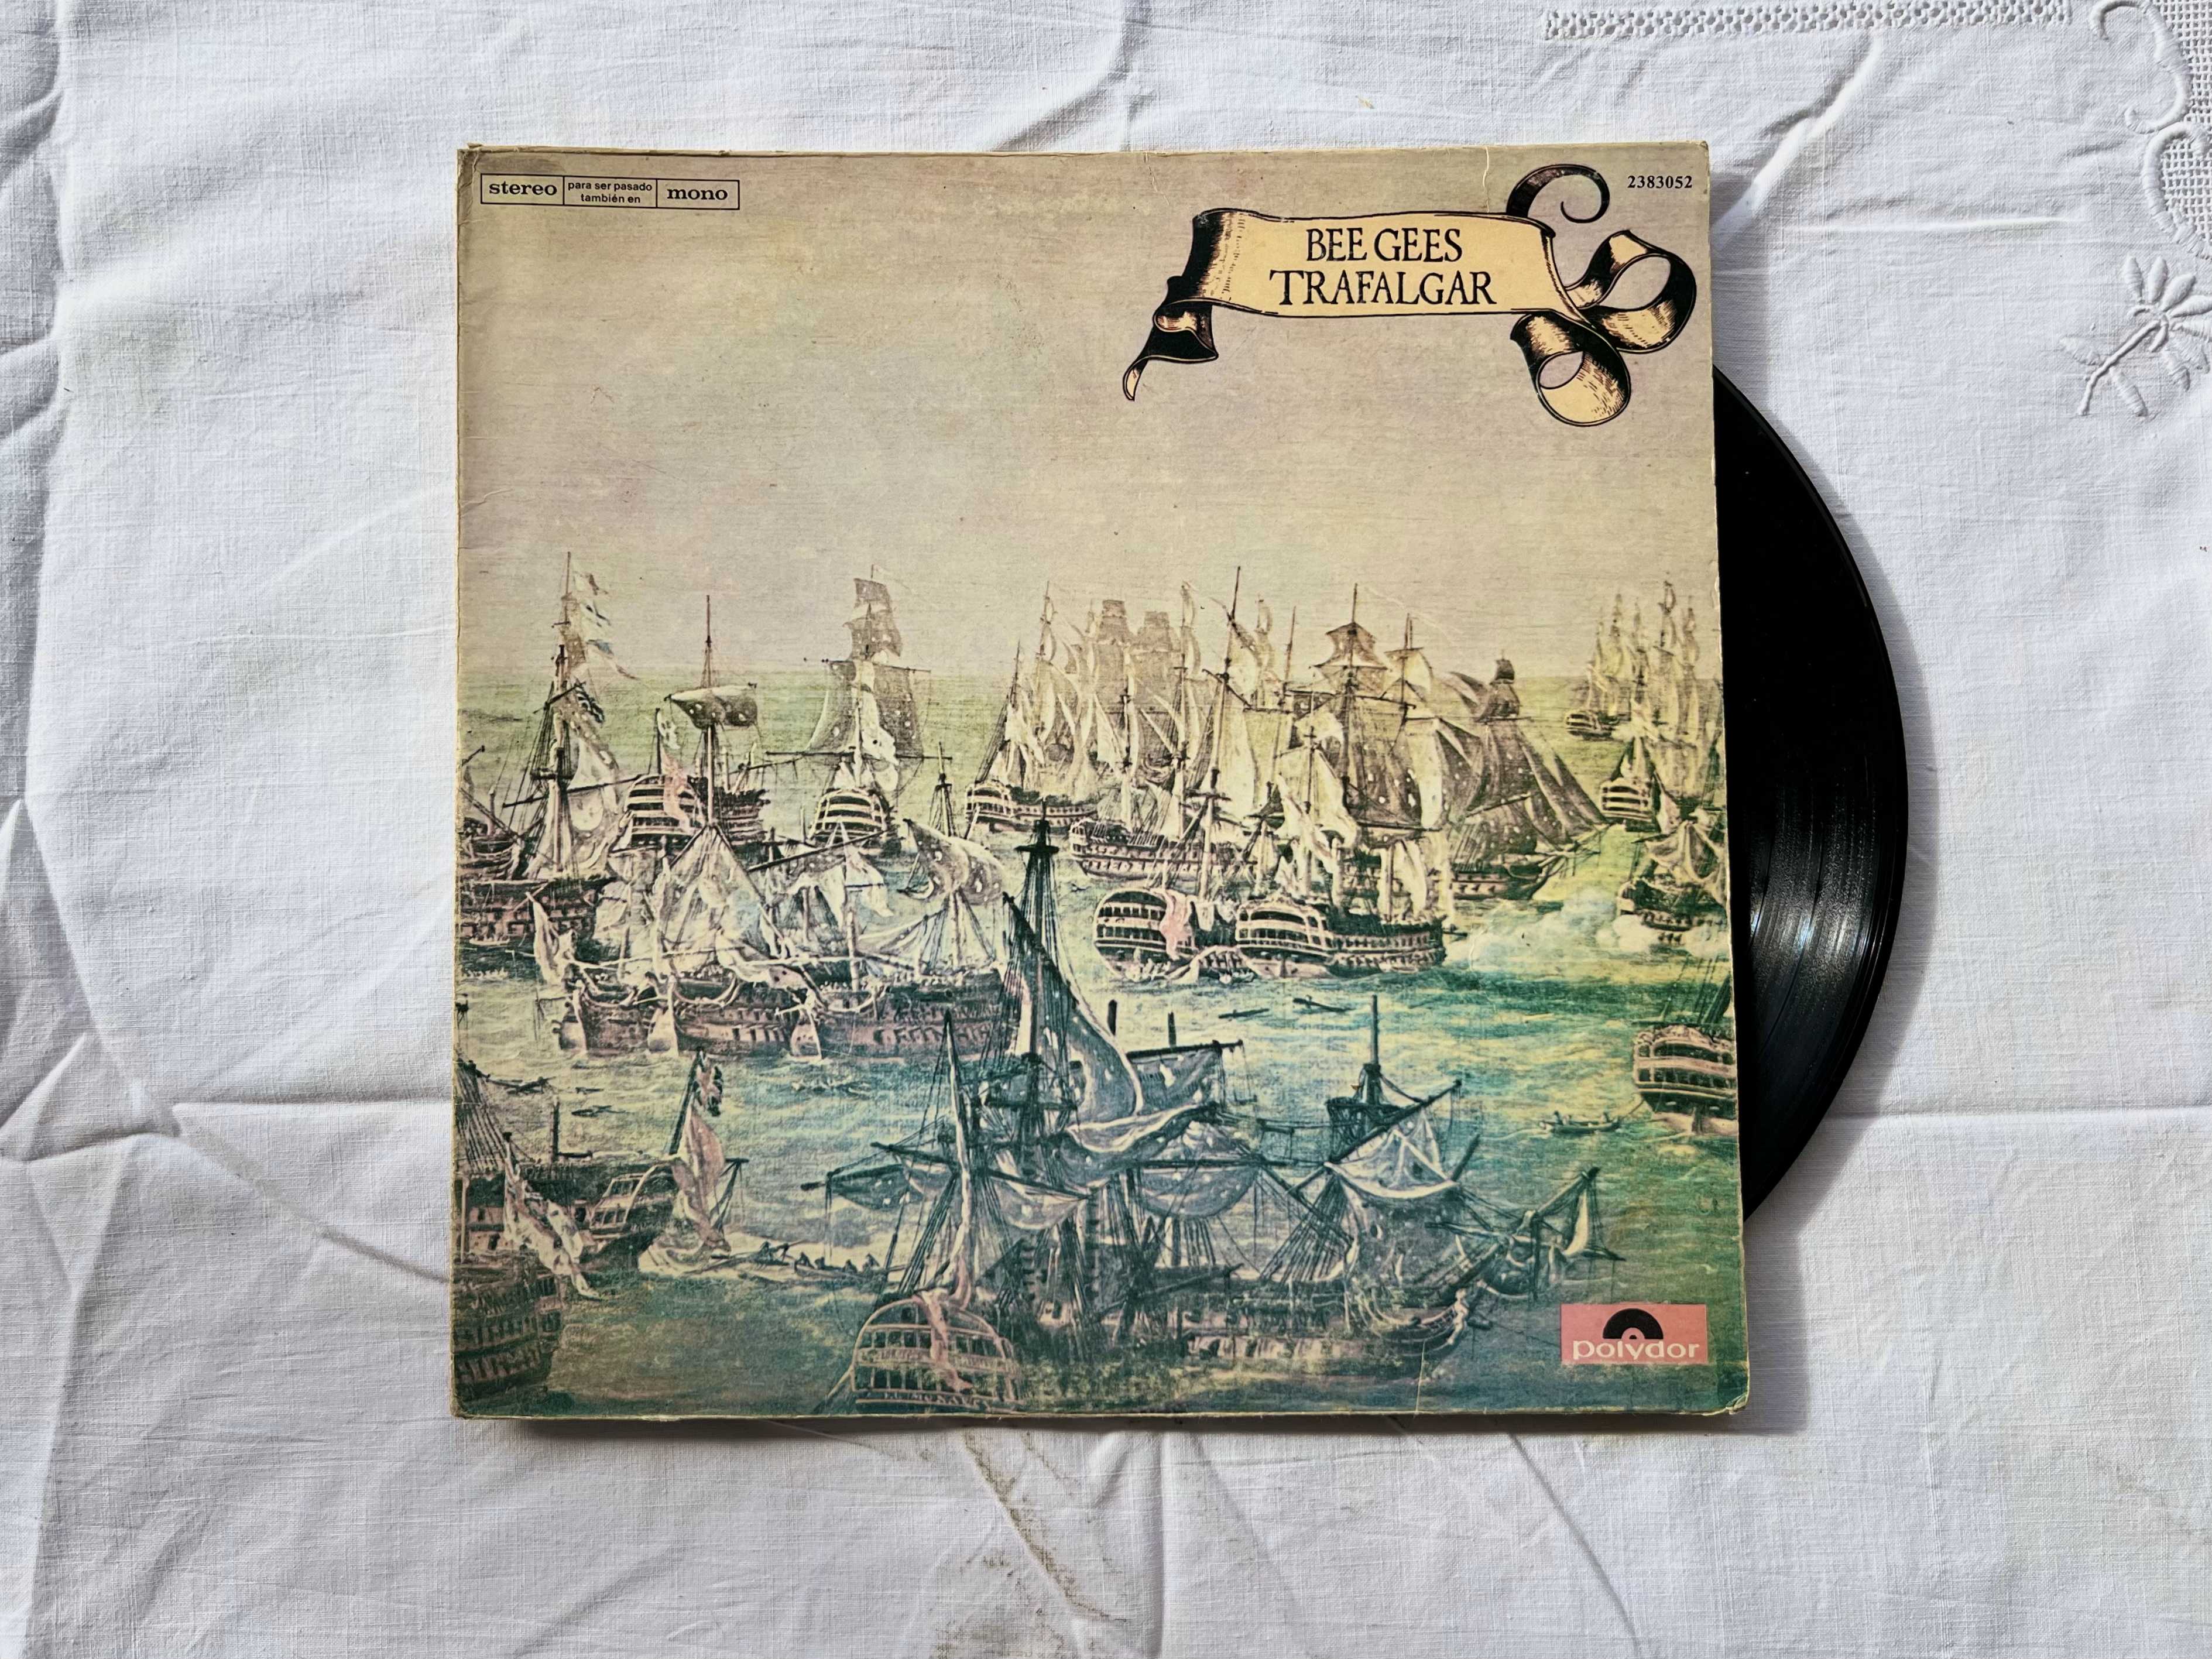 stereo
para ser pasado
también en
mono
2383052
BEE GEES
TRAFALGAR
polydor